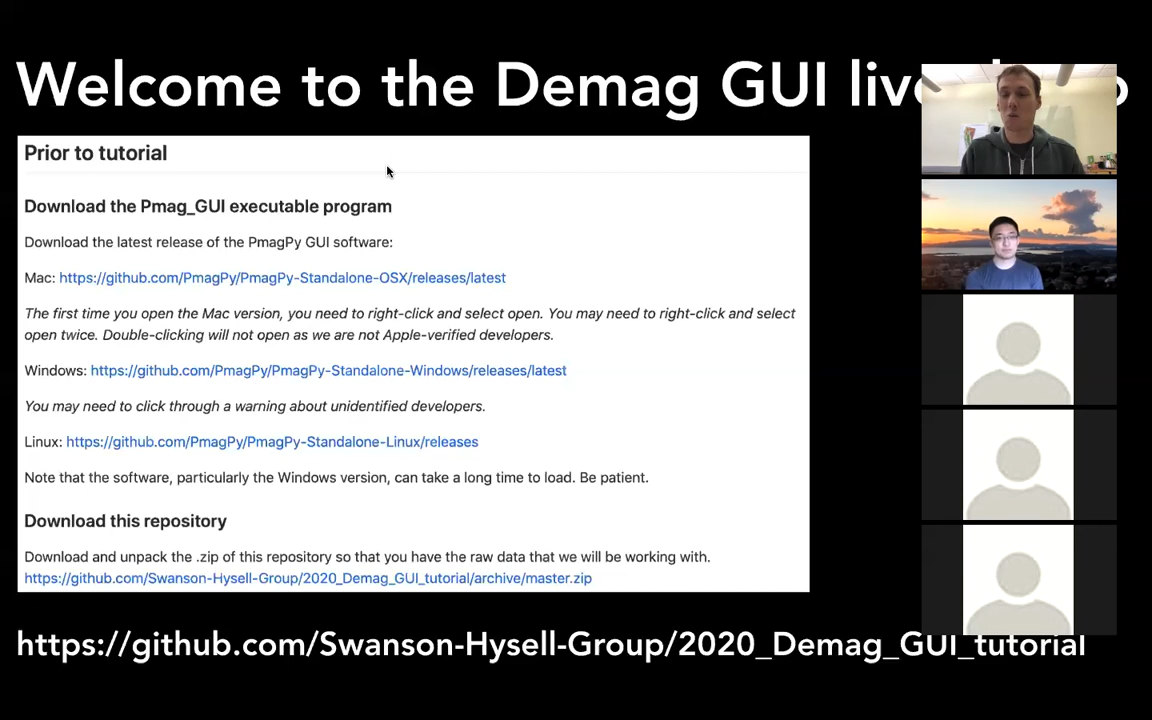 Welcome to the Demag GUI live
Prior to tutorial
Download the Pmag_GUI executable program
Download the latest release of the PmagPy GUI software:
Mac: https://github.com/PmagPy/PmagPy-Standalone-OSX/releases/latest
The first time you open the Mac version, you need to right-click and select open. You may need to right-click and select
open twice. Double-clicking will not open as we are not Apple-verified developers.
Windows: https://github.com/PmagPy/PmagPy-Standalone-Windows/releases/latest
You may need to click through a warning about unidentified developers.
Linux: https://github.com/PmagPy/PmagPy-Standalone-Linux/releases
Note that the software, particularly the Windows version, can take a long time to load. Be patient.
Download this repository
Download and unpack the .zip of this repository so that you have the raw data that we will be working with.
https://github.com/Swanson-Hysell-Group/2020_Demag_GUI_tutorial/archive/master.zip
https://github.com/Swanson-Hysell-Group/2020_Demag_GUI_tutorial